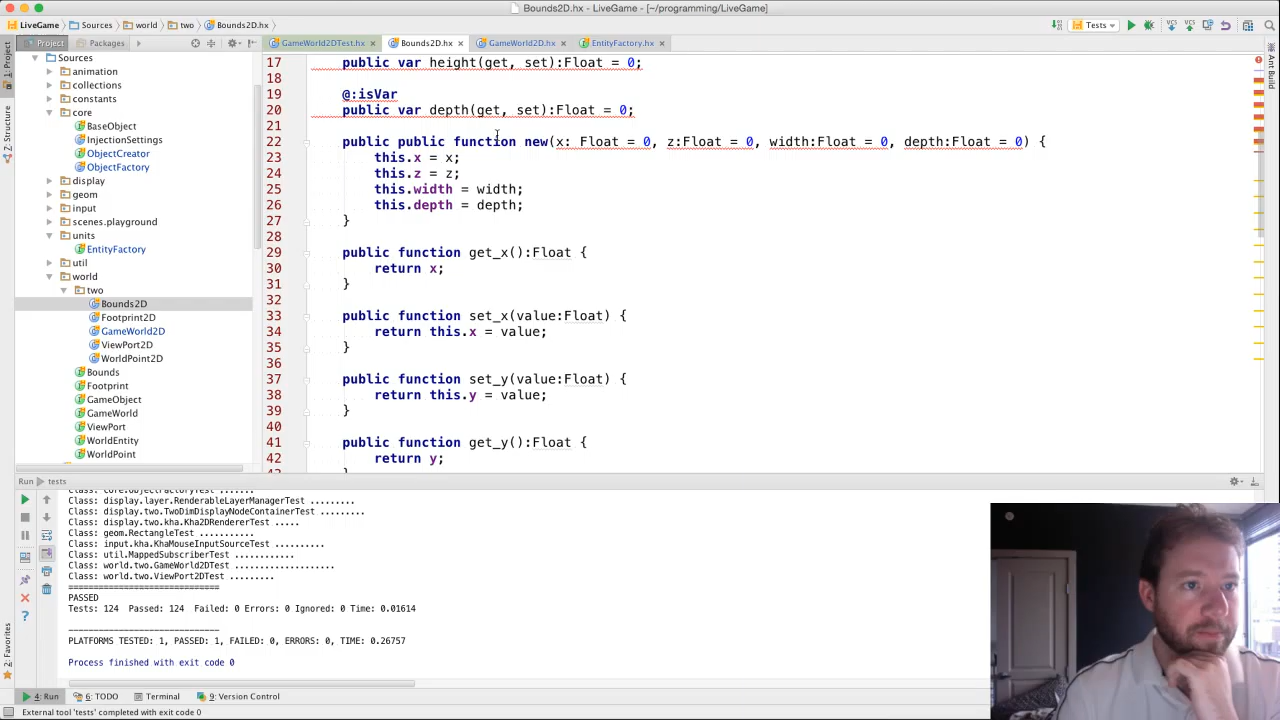 Bounds2D.hx - LiveGame - [~/programming/LiveGame]
LiveGame Sources world two Bounds2D.hx Tests
Project Packages GameWorld2DTest.hx Bounds2D.hx GameWorld2D.hx EntityFactory.hx
1: Project
7: Structure
2: Favorites
Ant Build
Sources
animation
collections
constants
core
BaseObject
InjectionSettings
ObjectCreator
ObjectFactory
display
geom
input
scenes.playground
units
EntityFactory
util
world
two
Bounds2D
Footprint2D
GameWorld2D
ViewPort2D
WorldPoint2D
Bounds
Footprint
GameObject
GameWorld
ViewPort
WorldEntity
WorldPoint
17 public var height(get, set):Float = 0;
18
19 @:isVar
20 public var depth(get, set):Float = 0;
21
22 public public function new(x: Float = 0, z:Float = 0, width:Float = 0, depth:Float = 0) {
23 this.x = x;
24 this.z = z;
25 this.width = width;
26 this.depth = depth;
27 }
28
29 public function get_x():Float {
30 return x;
31 }
32
33 public function set_x(value:Float) {
34 return this.x = value;
35 }
36
37 public function set_y(value:Float) {
38 return this.y = value;
39 }
40
41 public function get_y():Float {
42 return y;
Run tests
Class: core.ObjectFactoryTest .......
Class: display.layer.RenderableLayerManagerTest .........
Class: display.two.TwoDimDisplayNodeContainerTest .........
Class: display.two.kha.Kha2DRendererTest .....
Class: geom.RectangleTest ............
Class: input.kha.KhaMouseInputSourceTest ..........
Class: util.MappedSubscriberTest ............
Class: world.two.GameWorld2DTest ....................
Class: world.two.ViewPort2DTest .........
==============================
PASSED
Tests: 124 Passed: 124 Failed: 0 Errors: 0 Ignored: 0 Time: 0.01614
------------------------------
PLATFORMS TESTED: 1, PASSED: 1, FAILED: 0, ERRORS: 0, TIME: 0.26757
Process finished with exit code 0
4: Run 6: TODO Terminal 9: Version Control
External tool 'tests' completed with exit code 0